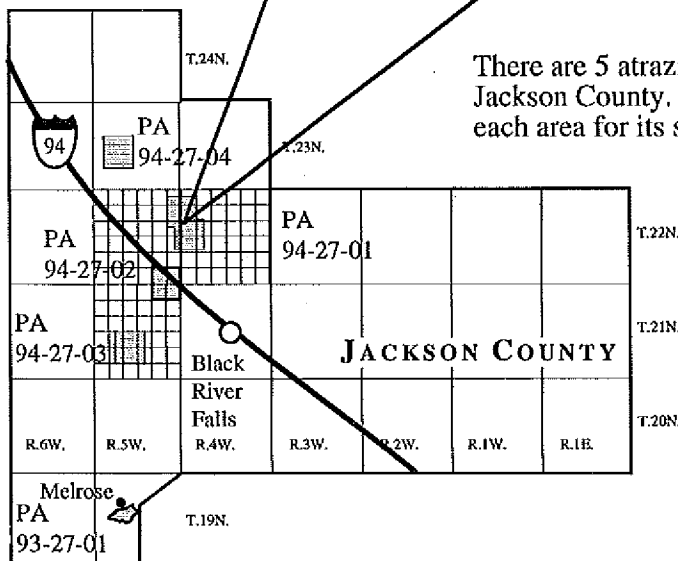 T.24N.
There are 5 atraz
Jackson County.
each area for its s
94
PA
94-27-04
T.23N.
PA
94-27-01
T.22N.
PA
94-27-02
PA
94-27-03
T.21N.
JACKSON COUNTY
Black
River
Falls
T.20N.
R.6W.
R.5W.
R.4W.
R.3W.
R.2W.
R.1W.
R.1E.
Melrose
PA
93-27-01
T.19N.